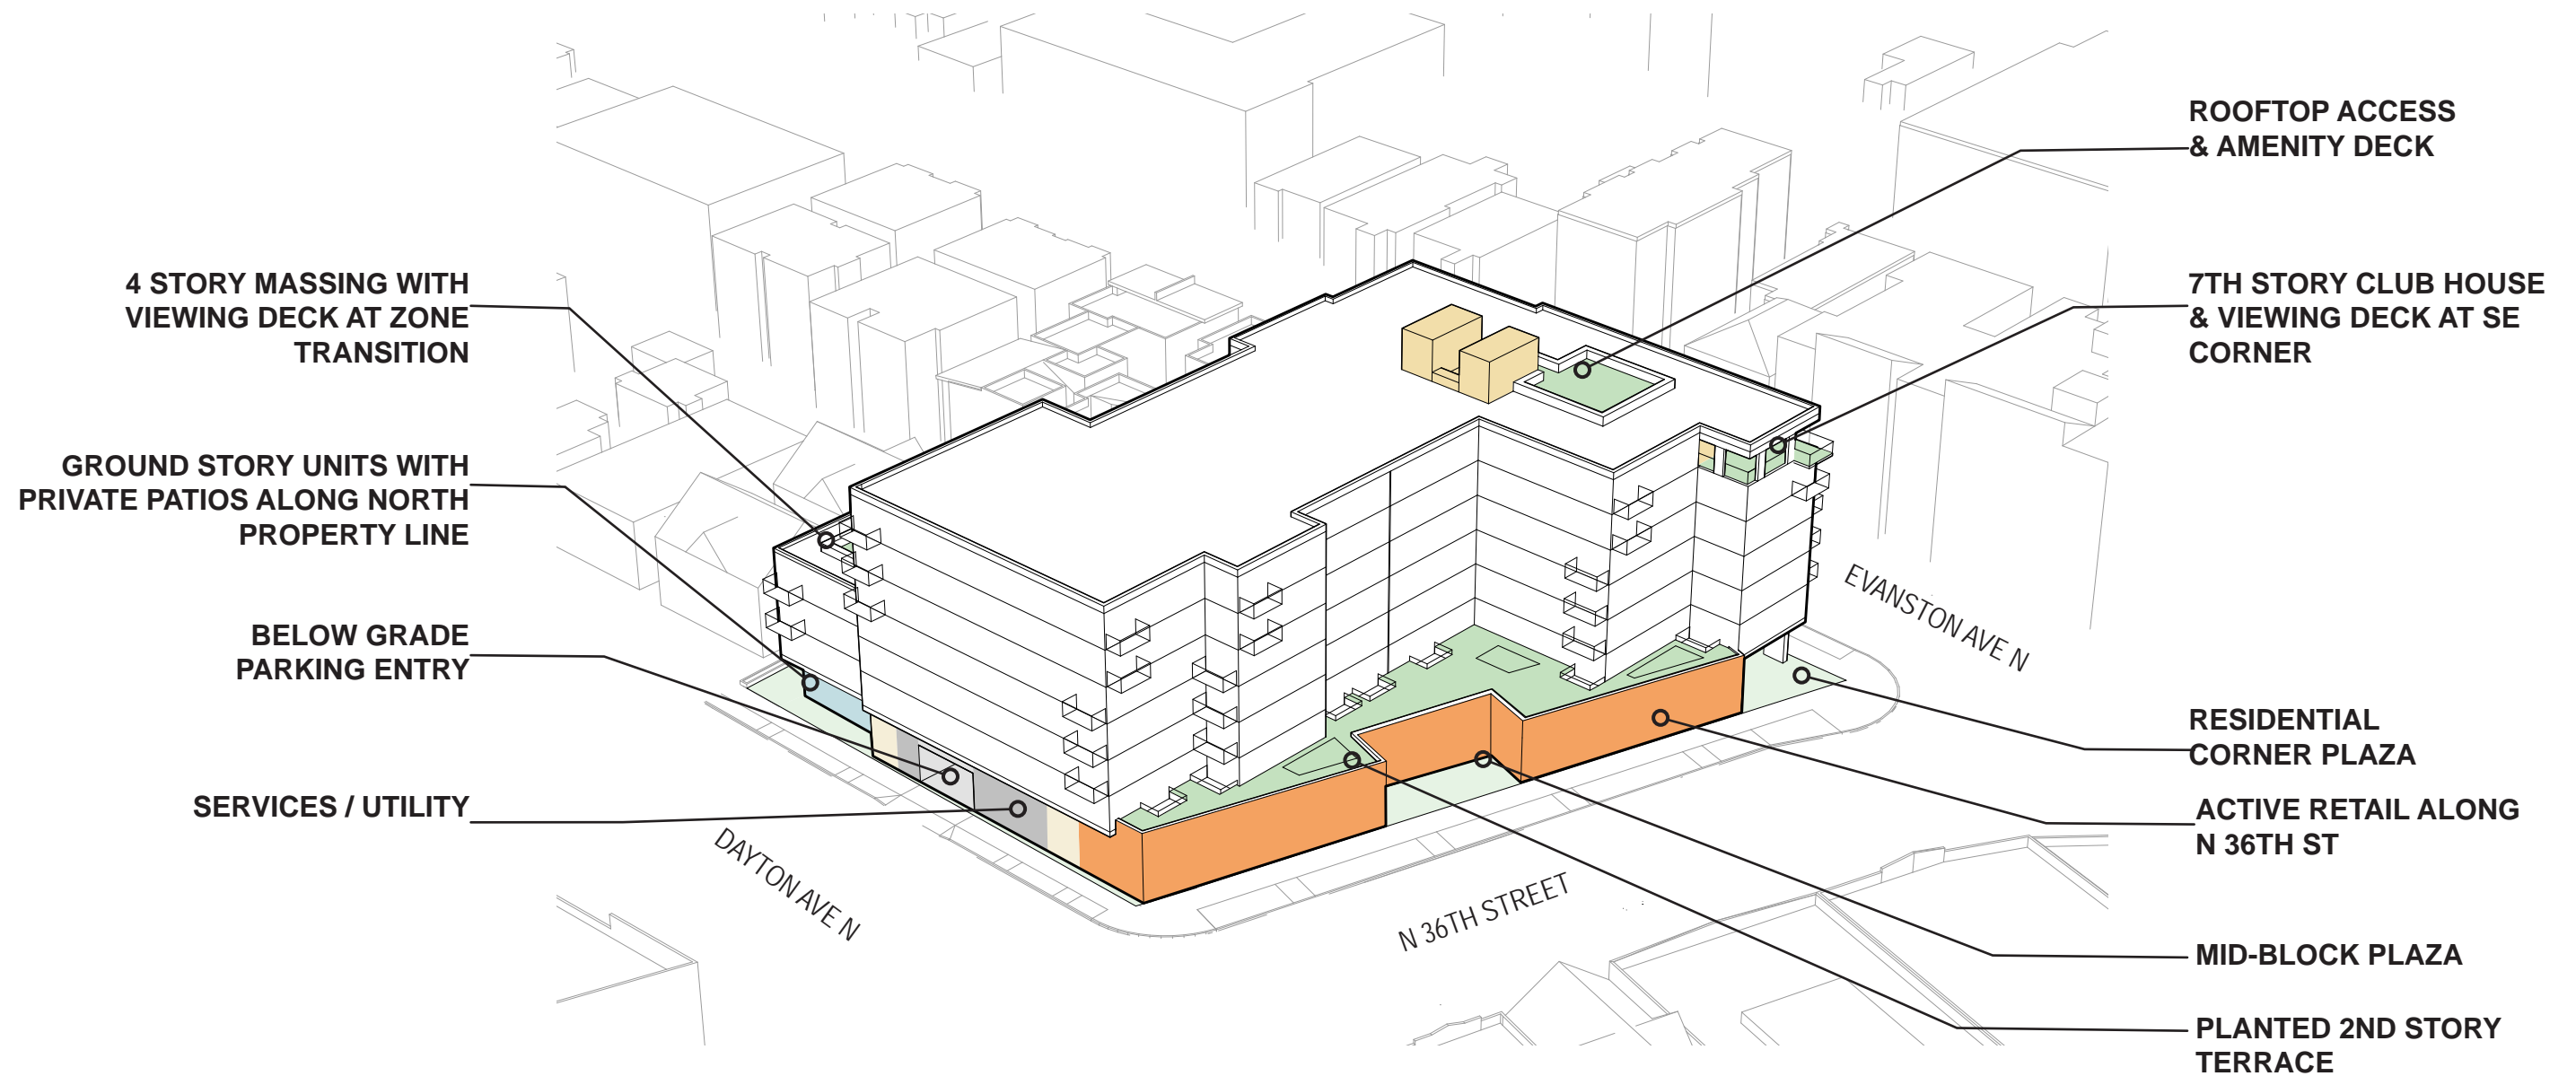 4 STORY MASSING WITH
VIEWING DECK AT ZONE
TRANSITION
GROUND STORY UNITS WITH
PRIVATE PATIOS ALONG NORTH
PROPERTY LINE
BELOW GRADE
PARKING ENTRY
SERVICES / UTILITY
DAYTON AVE N
N 36TH STREET
EVANSTON AVE N
ROOFTOP ACCESS
& AMENITY DECK
7TH STORY CLUB HOUSE
& VIEWING DECK AT SE
CORNER
RESIDENTIAL
CORNER PLAZA
ACTIVE RETAIL ALONG
N 36TH ST
MID-BLOCK PLAZA
PLANTED 2ND STORY
TERRACE